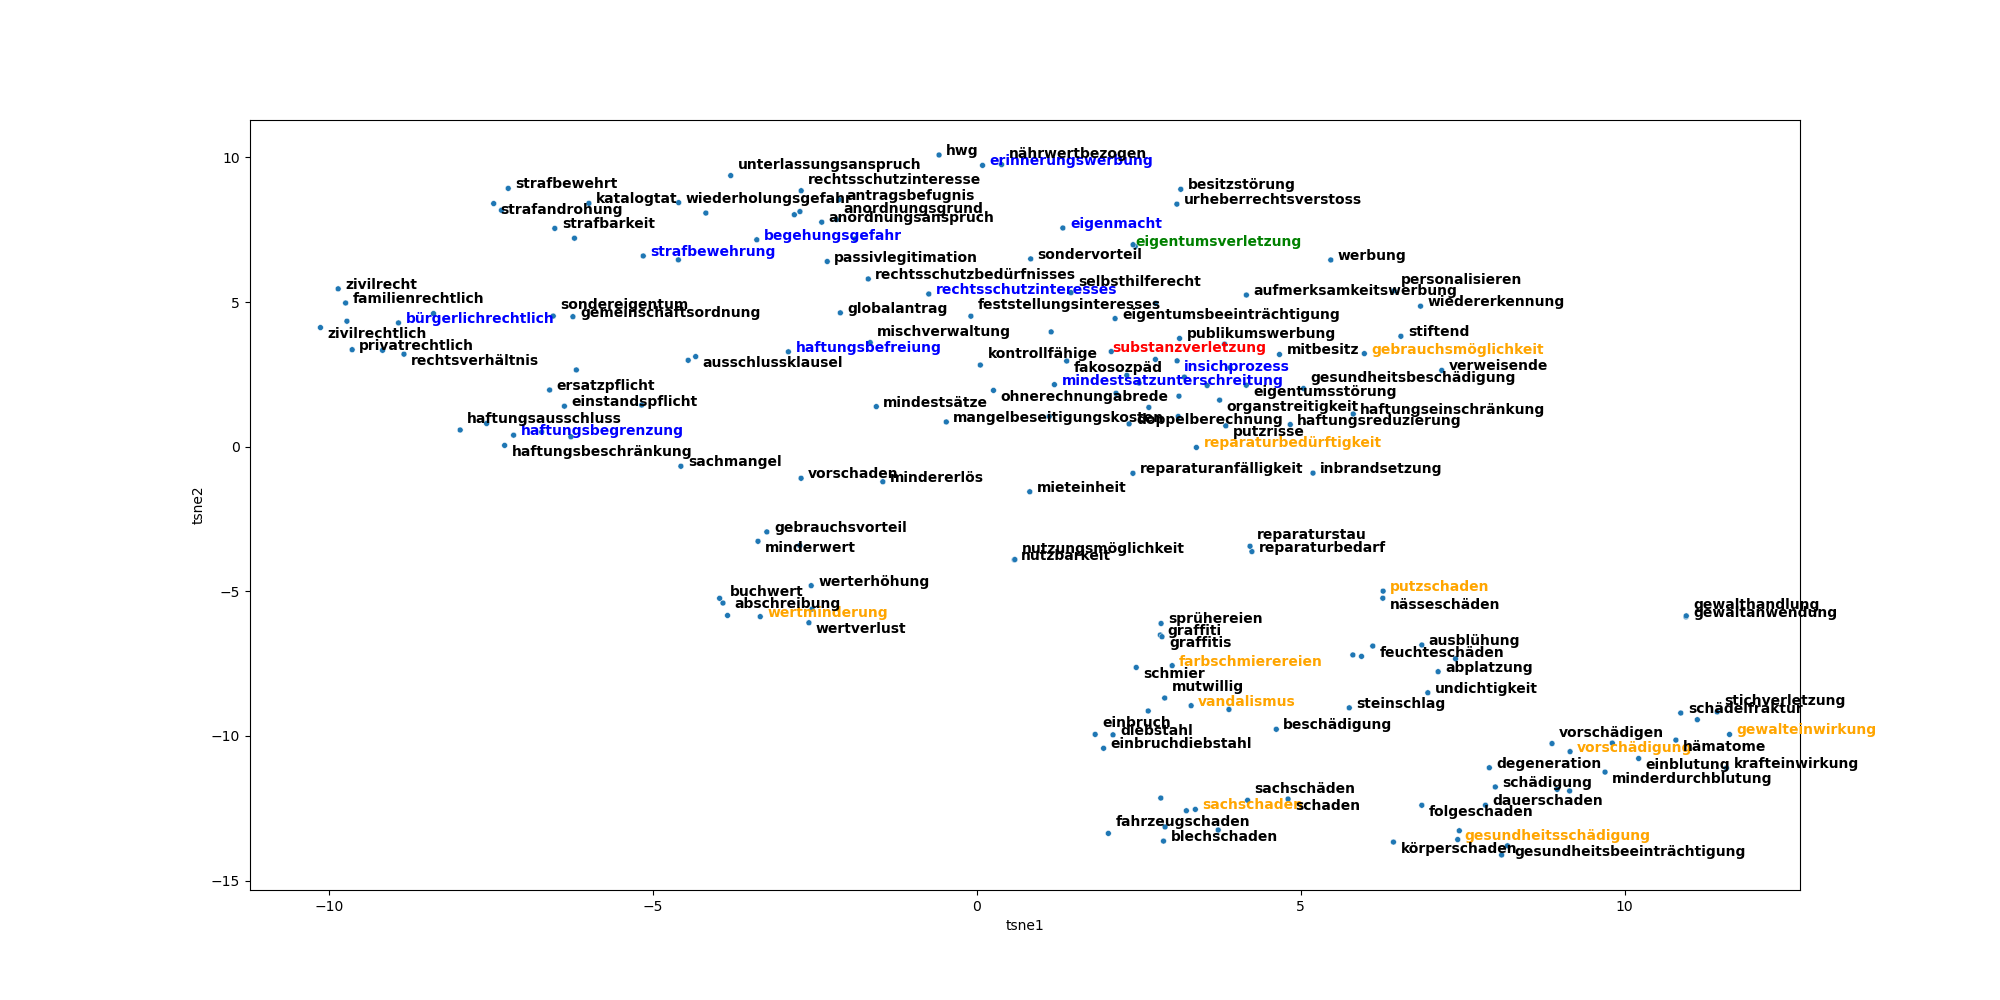 hwg
nährwertbezogen
erinnerungswerbung
unterlassungsanspruch
rechtsschutzinteresse
strafbewehrt
katalogtat
wiederholungsgefahr
antragsbefugnis
besitzstörung
urheberrechtsverstoss
strafandrohung
anordnungsgrund
anordnungsanspruch
strafbarkeit
eigenmacht
begehungsgefahr
eigentumsverletzung
strafbewehrung
passivlegitimation
sondervorteil
werbung
rechtsschutzbedürfnisses
selbsthilferecht
personalisieren
zivilrecht
rechtsschutzinteresses
aufmerksamkeitswerbung
familienrechtlich
sondereigentum
feststellungsinteresses
wiedererkennung
gemeinschaftsordnung
globalantrag
eigentumsbeeinträchtigung
bürgerlichrechtlich
zivilrechtlich
mischverwaltung
publikumswerbung
stiftend
privatrechtlich
haftungsbefreiung
substanzverletzung
mitbesitz
gebrauchsmöglichkeit
rechtsverhältnis
ausschlussklausel
kontrollfähige
fakosozpäd
insichprozess
verweisende
ersatzpflicht
mindestsatzunterschreitung
gesundheitsbeschädigung
einstandspflicht
mindestsätze
ohnerechnungabrede
eigentumsstörung
organstreitigkeit
haftungseinschränkung
haftungsausschluss
mangelbeseitigungskosten
doppelberechnung
haftungsreduzierung
haftungsbegrenzung
putzrisse
reparaturbedürftigkeit
haftungsbeschränkung
sachmangel
vorschaden
mindererlös
reparaturanfälligkeit
inbrandsetzung
mieteinheit
gebrauchsvorteil
minderwert
nutzungsmöglichkeit
nutzbarkeit
reparaturstau
reparaturbedarf
werterhöhung
buchwert
abschreibung
wertminderung
wertverlust
putzschaden
nässeschäden
gewalthandlung
gewaltanwendung
sprühereien
graffiti
graffitis
ausblühung
feuchteschäden
farbschmierereien
schmier
abplatzung
mutwillig
undichtigkeit
vandalismus
steinschlag
stichverletzung
schädelfraktur
einbruch
diebstahl
beschädigung
gewalteinwirkung
einbruchdiebstahl
vorschädigen
vorschädigung
hämatome
degeneration
einblutung
krafteinwirkung
minderdurchblutung
schädigung
sachschäden
sachschaden
schaden
dauerschaden
folgeschaden
fahrzeugschaden
blechschaden
gesundheitsschädigung
körperschaden
gesundheitsbeeinträchtigung
10
5
0
−5
−10
−15
tsne2
−10
−5
0
5
10
tsne1